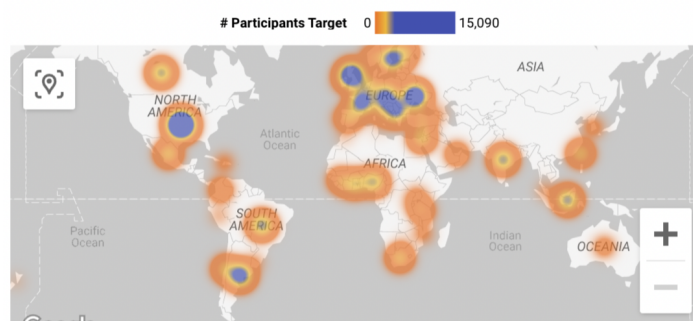 # Participants Target 0 15,090
ASIA
NORTH
AMERICA
EUROPE
Atlantic
Ocean
AFRICA
SOUTH
AMERICA
Pacific
Ocean
Indian
Ocean
OCEANIA
+
−